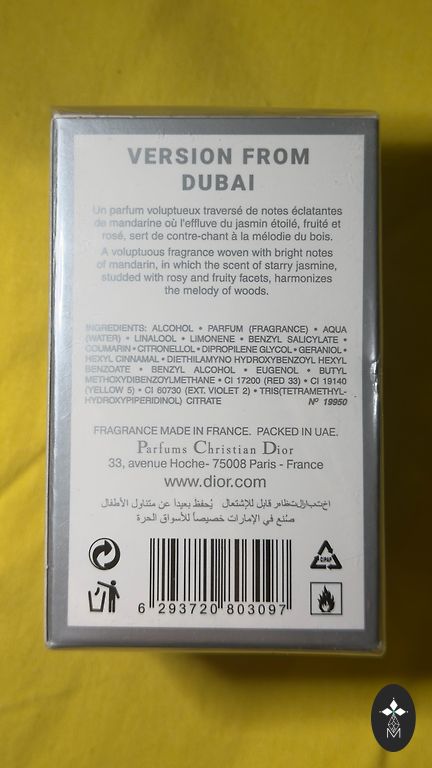 VERSION FROM
DUBAI
Un parfum voluptueux traversé de notes éclatantes
de mandarine où l'effluve du jasmin étoilé, fruité et
rosé, sert de contre-chant à la mélodie du bois.
A voluptuous fragrance woven with bright notes
of mandarin, in which the scent of starry jasmine,
studded with rosy and fruity facets, harmonizes
the melody of woods.
INGREDIENTS: ALCOHOL • PARFUM (FRAGRANCE) • AQUA
(WATER) • LINALOOL • LIMONENE • BENZYL SALICYLATE •
COUMARIN • CITRONELLOL • DIPROPILENE GLYCOL • GERANIOL •
HEXYL CINNAMAL • DIETHILAMYNO HYDROXYBENZOYL HEXYL
BENZOATE • BENZYL ALCOHOL • EUGENOL • BUTYL
METHOXYDIBENZOYLMETHANE • CI 17200 (RED 33) • CI 19140
(YELLOW 5) • CI 60730 (EXT. VIOLET 2) • TRIS(TETRAMETHYL-
HYDROXYPIPERIDINOL) CITRATE Nº 19950
FRAGRANCE MADE IN FRANCE. PACKED IN UAE.
Parfums Christian Dior
33, avenue Hoche- 75008 Paris - France
www.dior.com
قابل للإشتعال يُحفظ بعيداً عن متناول الأطفال
صُنع في الإمارات خصيصاً للأسواق الحرة
6 293720 803097
M